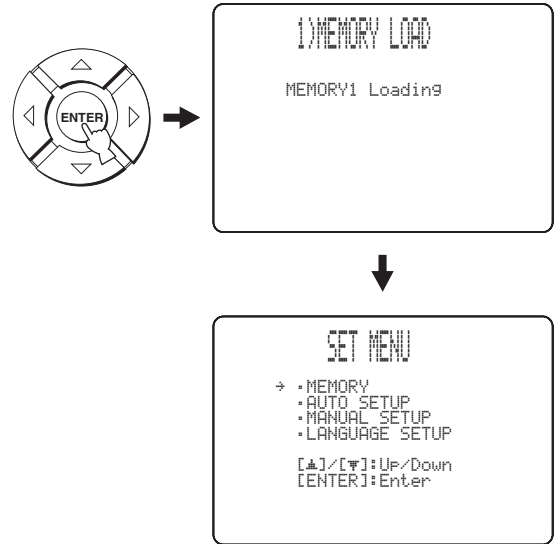 1)MEMORY LOAD
MEMORY1 Loading
ENTER
SET MENU
→ ･MEMORY
･AUTO SETUP
･MANUAL SETUP
･LANGUAGE SETUP
[▲]/[▼]:Up/Down
[ENTER]:Enter